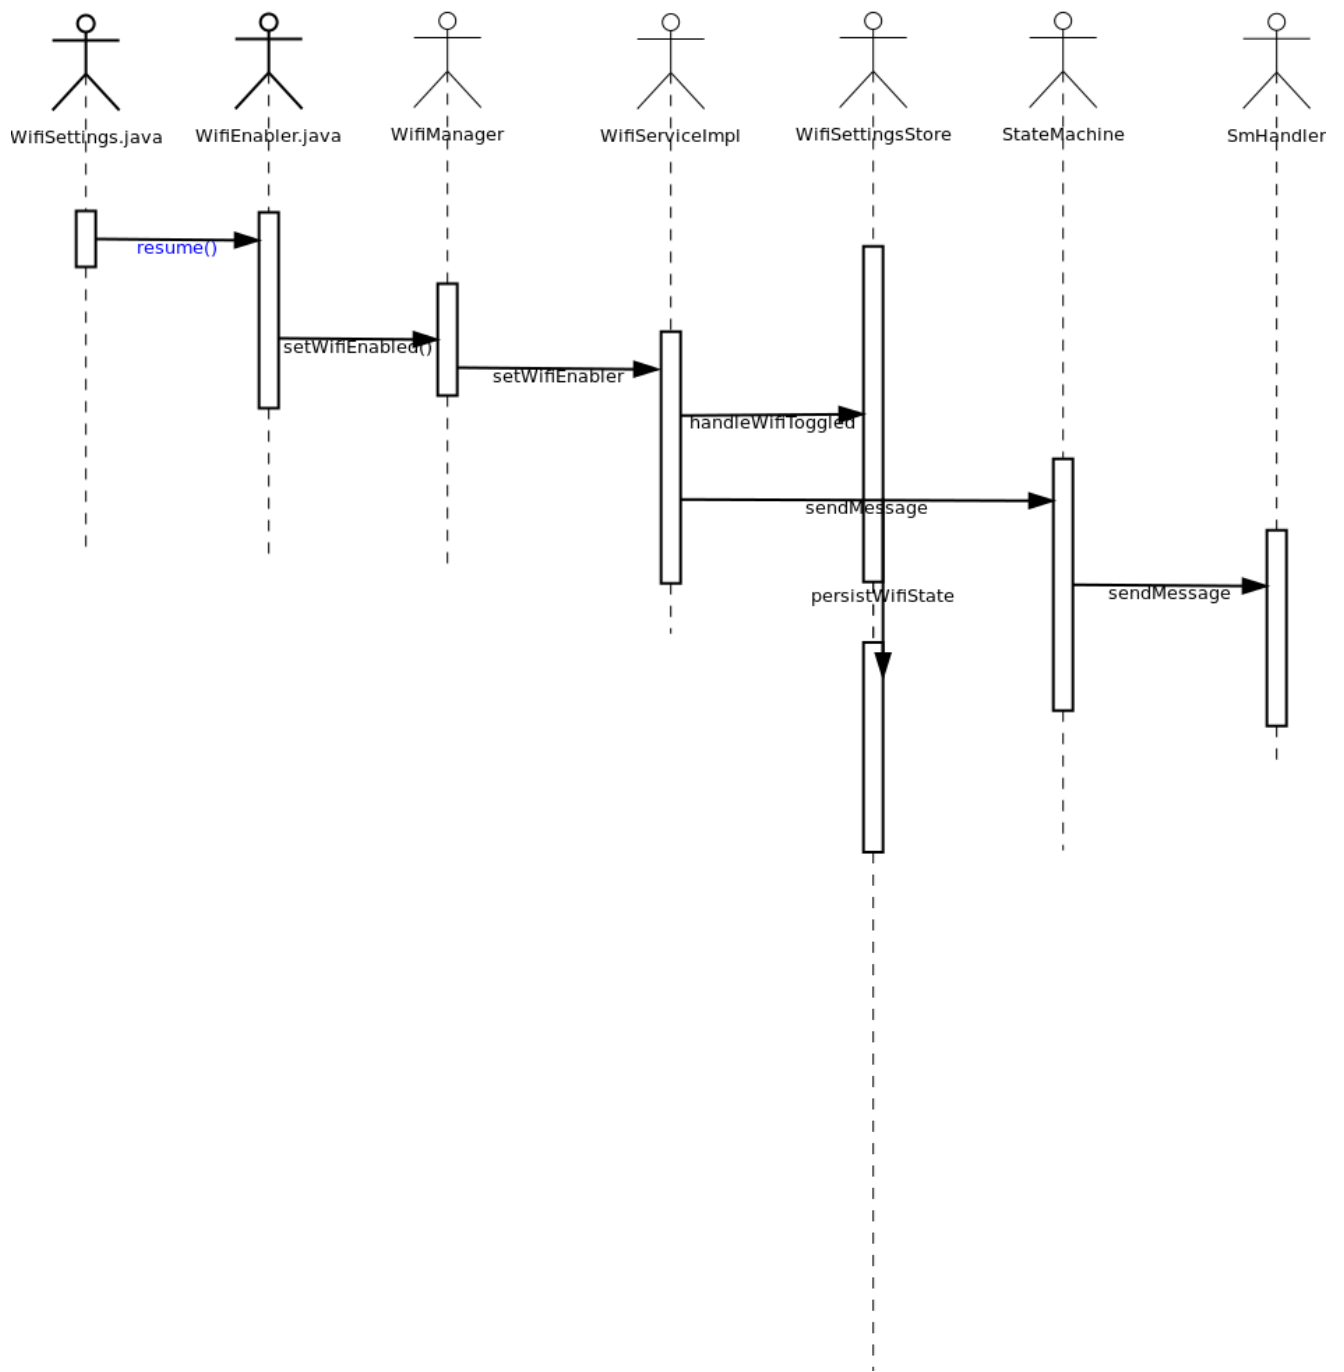 WifiSettings.java
WifiEnabler.java
WifiManager
WifiServiceImpl
WifiSettingsStore
StateMachine
SmHandler
resume()
setWifiEnabled()
setWifiEnabler
handleWifiToggled
sendMessage
persistWifiState
sendMessage